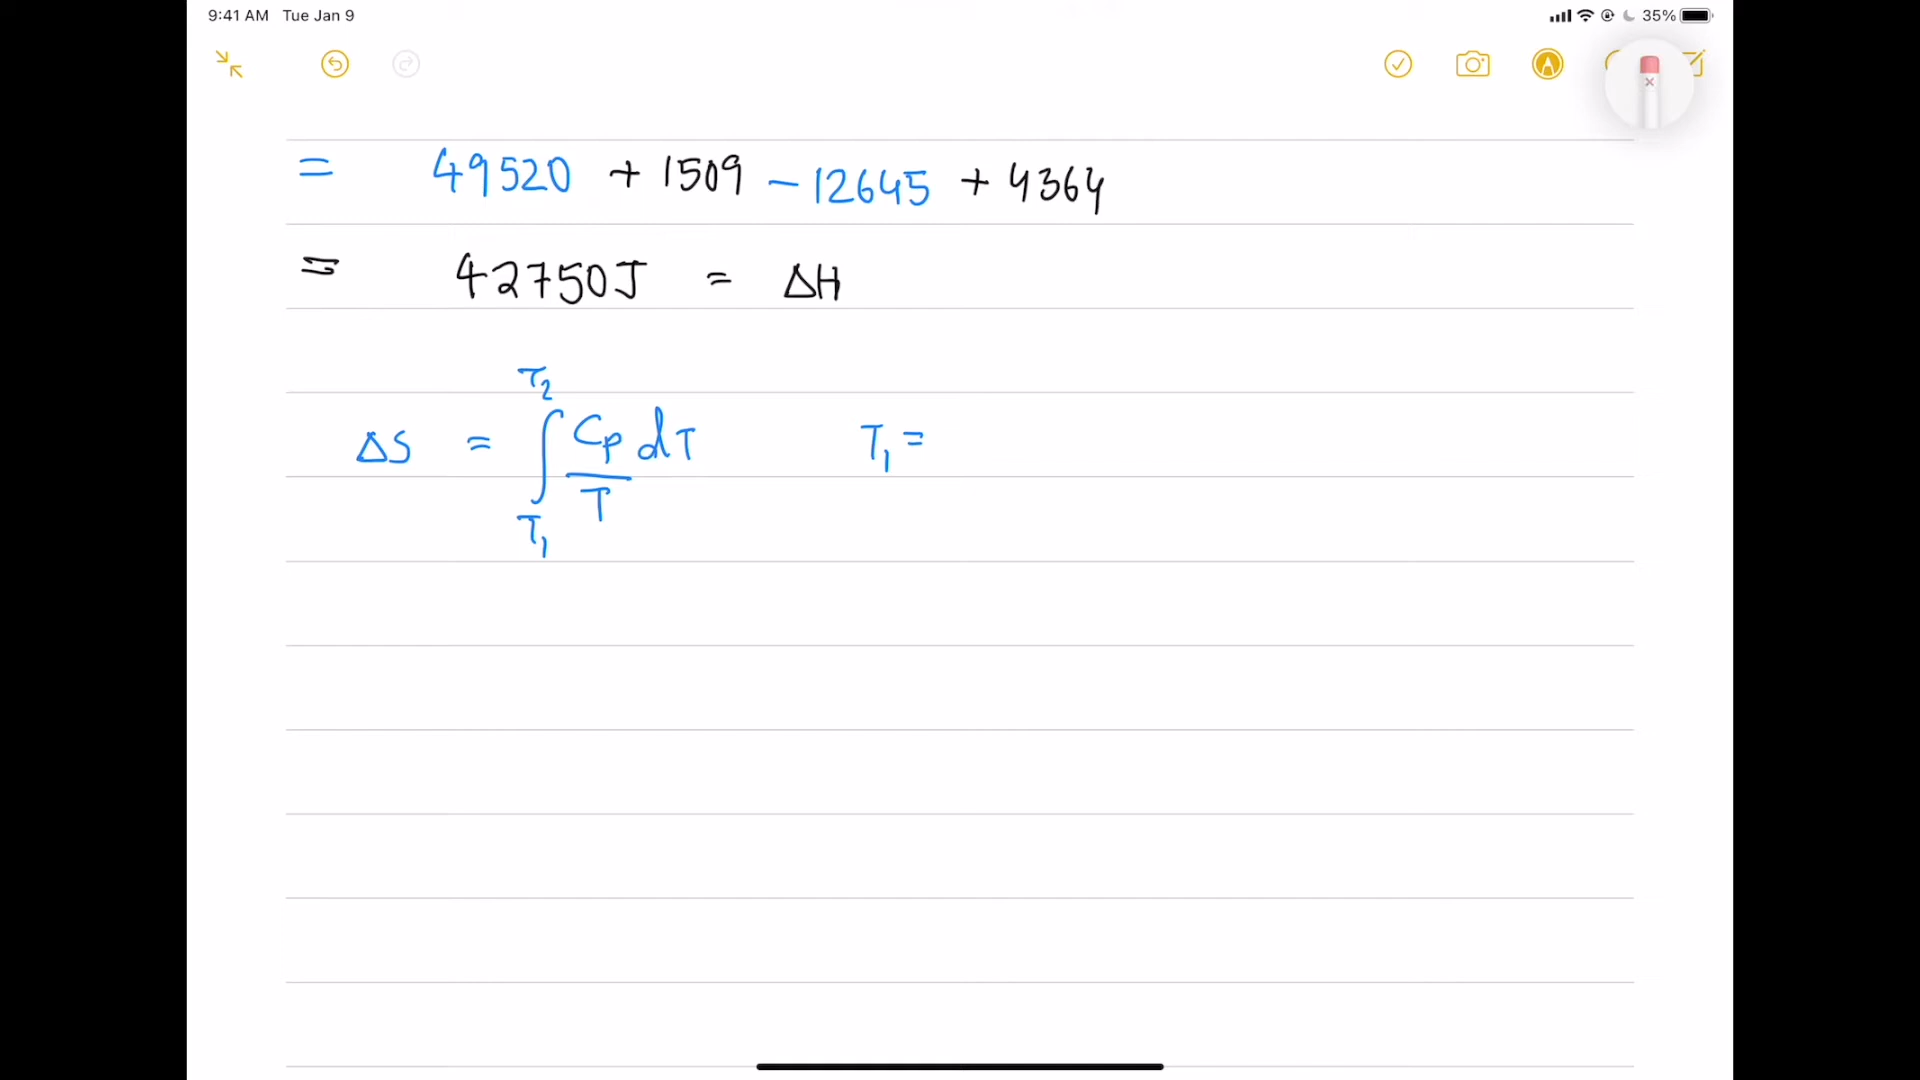 9:41 AM Tue Jan 9 35%
= 49520 + 1509 - 12645 + 4364
= 42750J = ΔH
T2
ΔS = ∫ Cp dT T1 =
T
T1